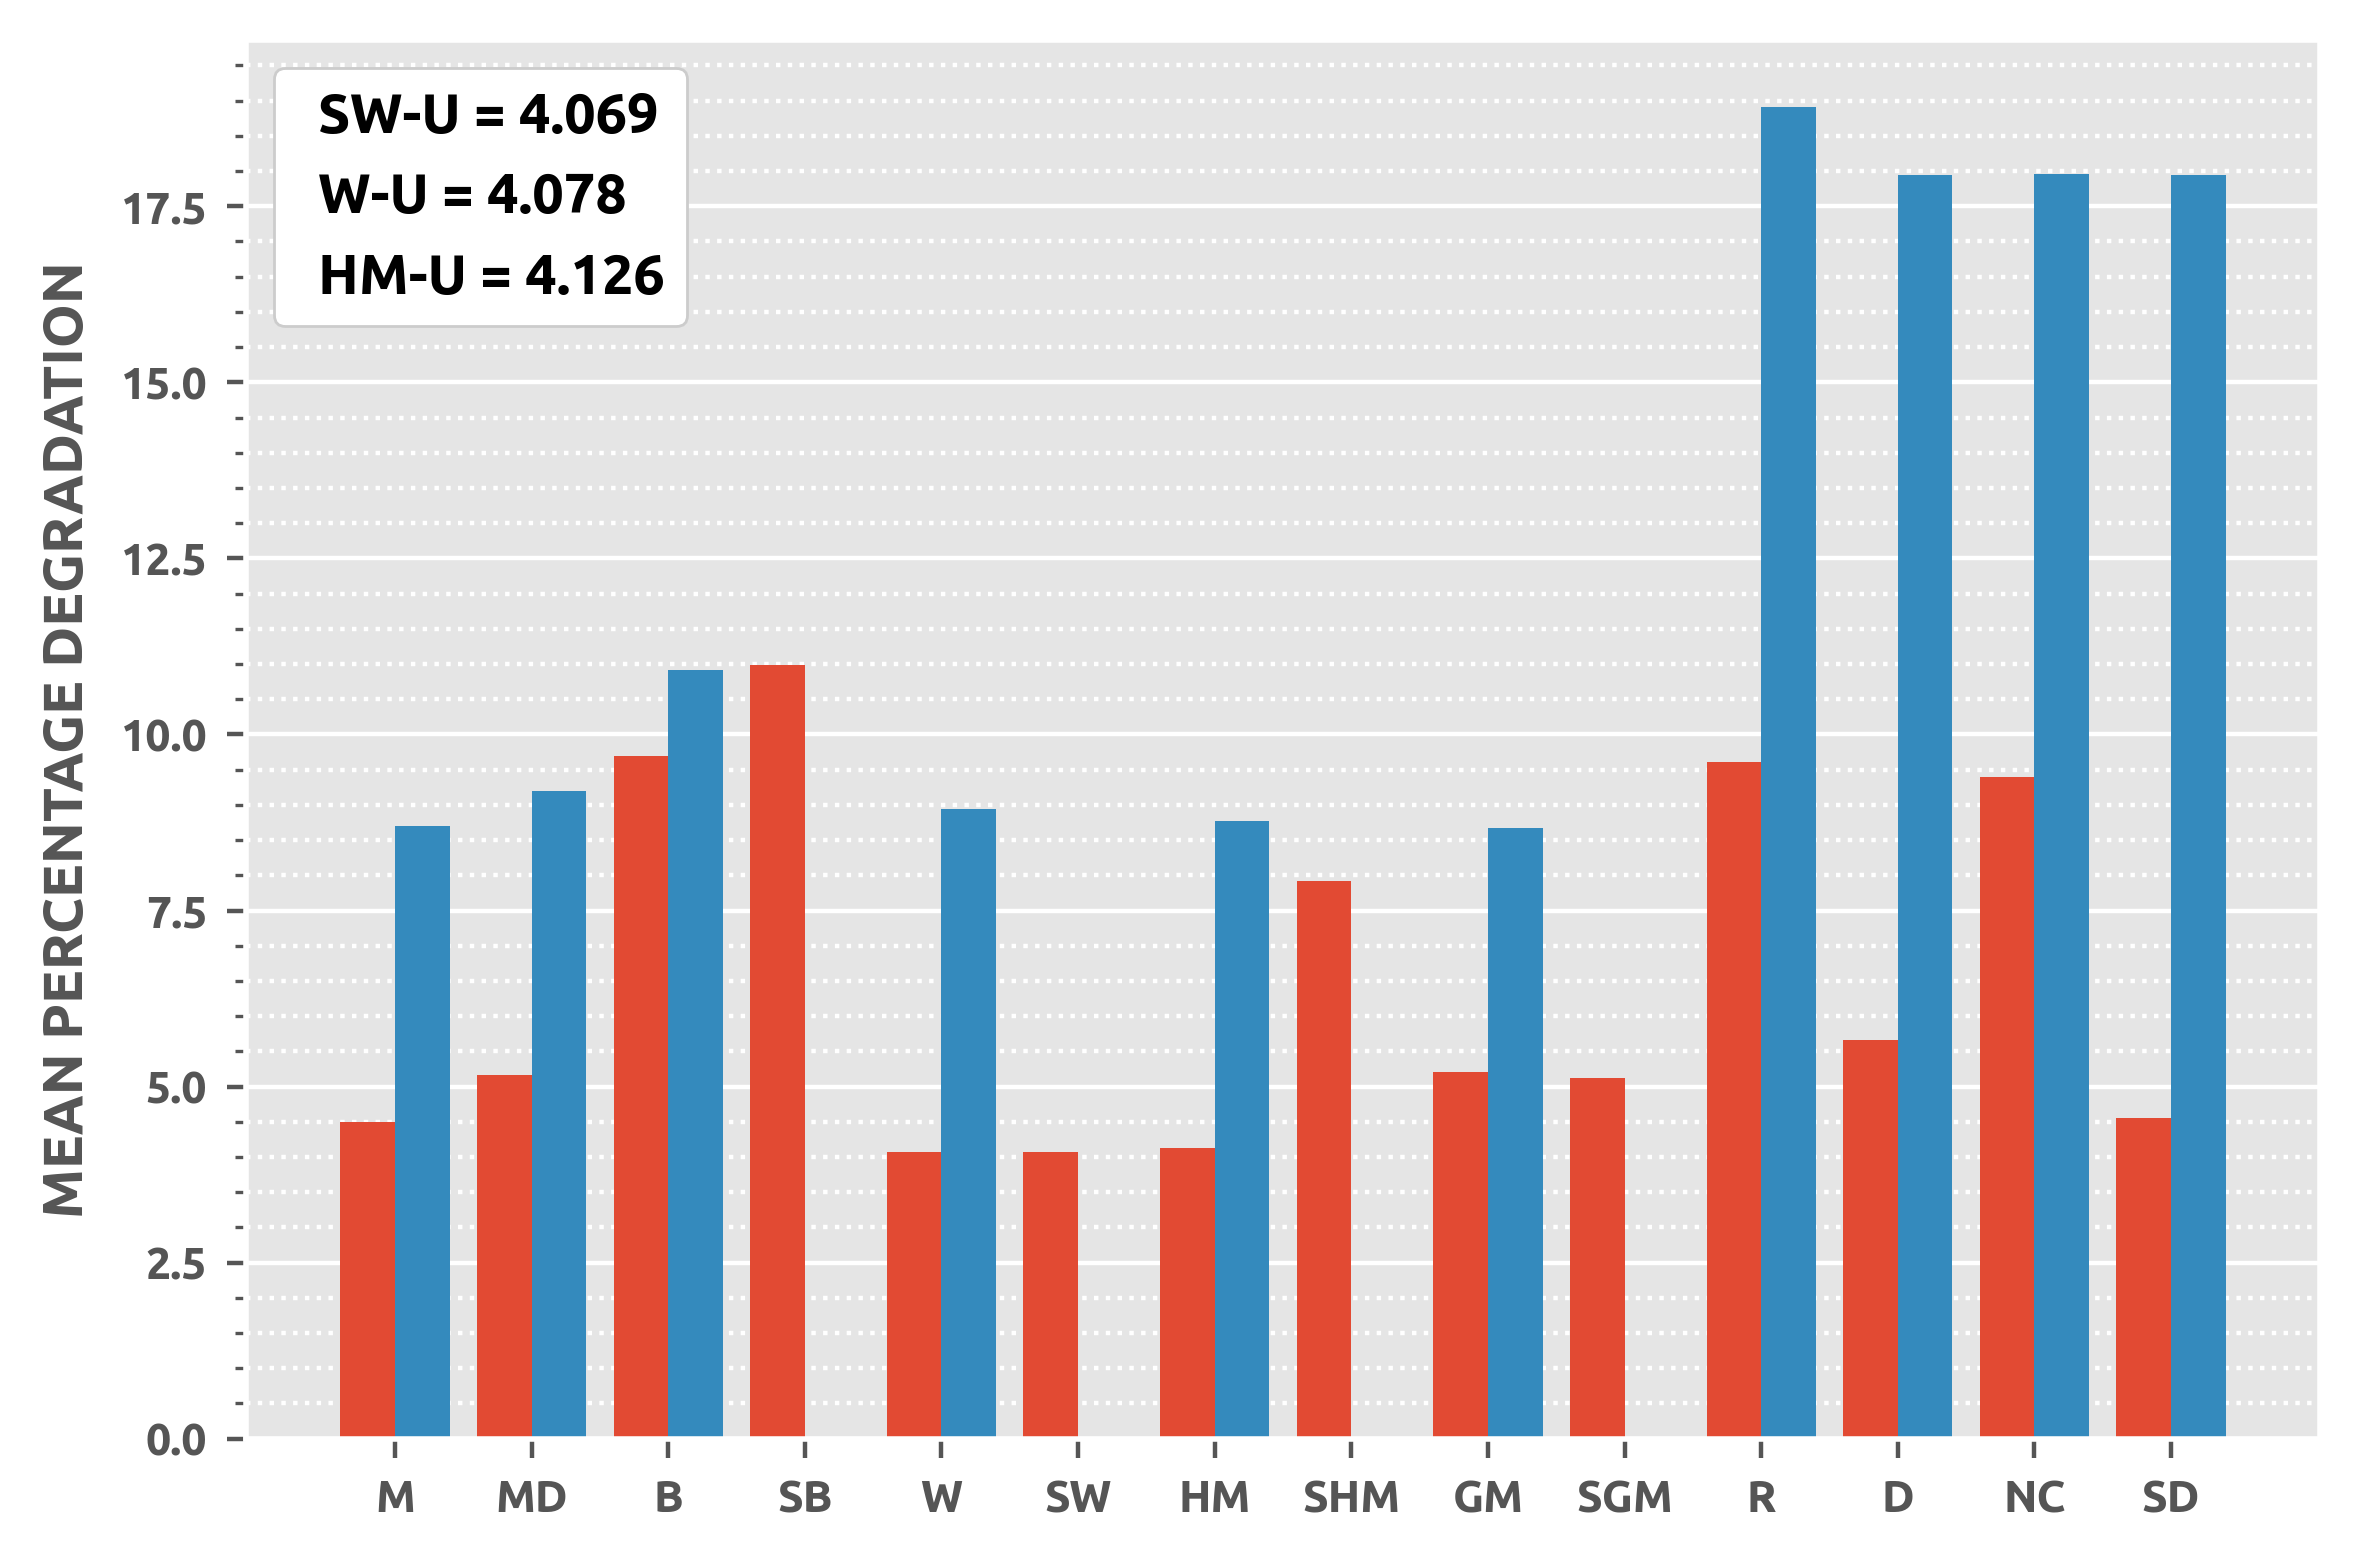 SW-U = 4.069
W-U = 4.078
HM-U = 4.126
MEAN PERCENTAGE DEGRADATION
17.5
15.0
12.5
10.0
7.5
5.0
2.5
0.0
M MD B SB W SW HM SHM GM SGM R D NC SD